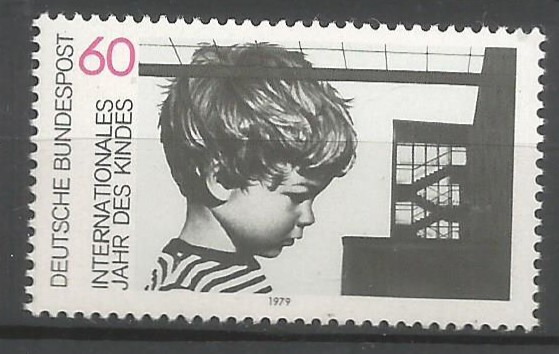 DEUTSCHE BUNDESPOST
60
INTERNATIONALES
JAHR DES KINDES
1979